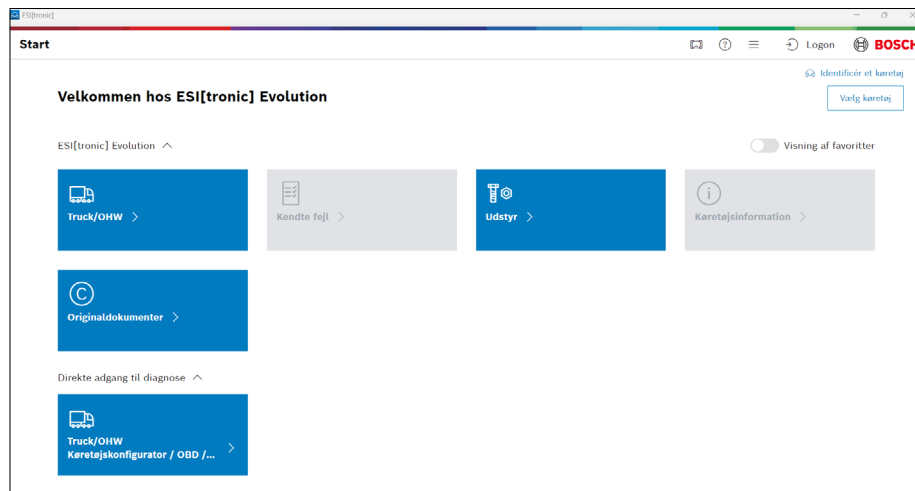 ESI[tronic]
Start
Logon
BOSCH
Identificér et køretøj
Velkommen hos ESI[tronic] Evolution
Vælg køretøj
ESI[tronic] Evolution
Visning af favoritter
Truck/OHW
Kendte fejl
Udstyr
Køretøjsinformation
Originaldokumenter
Direkte adgang til diagnose
Truck/OHW
Køretøjskonfigurator / OBD /...